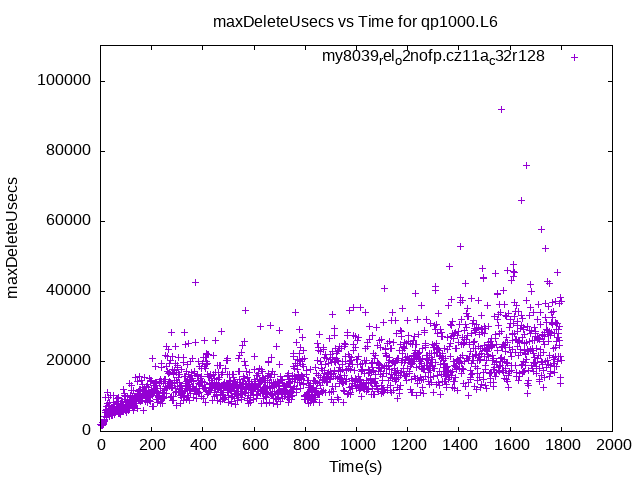 maxDeleteUsecs vs Time for qp1000.L6
my8039relo2nofp.cz11ac32r128
100000
80000
60000
40000
20000
0
maxDeleteUsecs
0 200 400 600 800 1000 1200 1400 1600 1800 2000
Time(s)